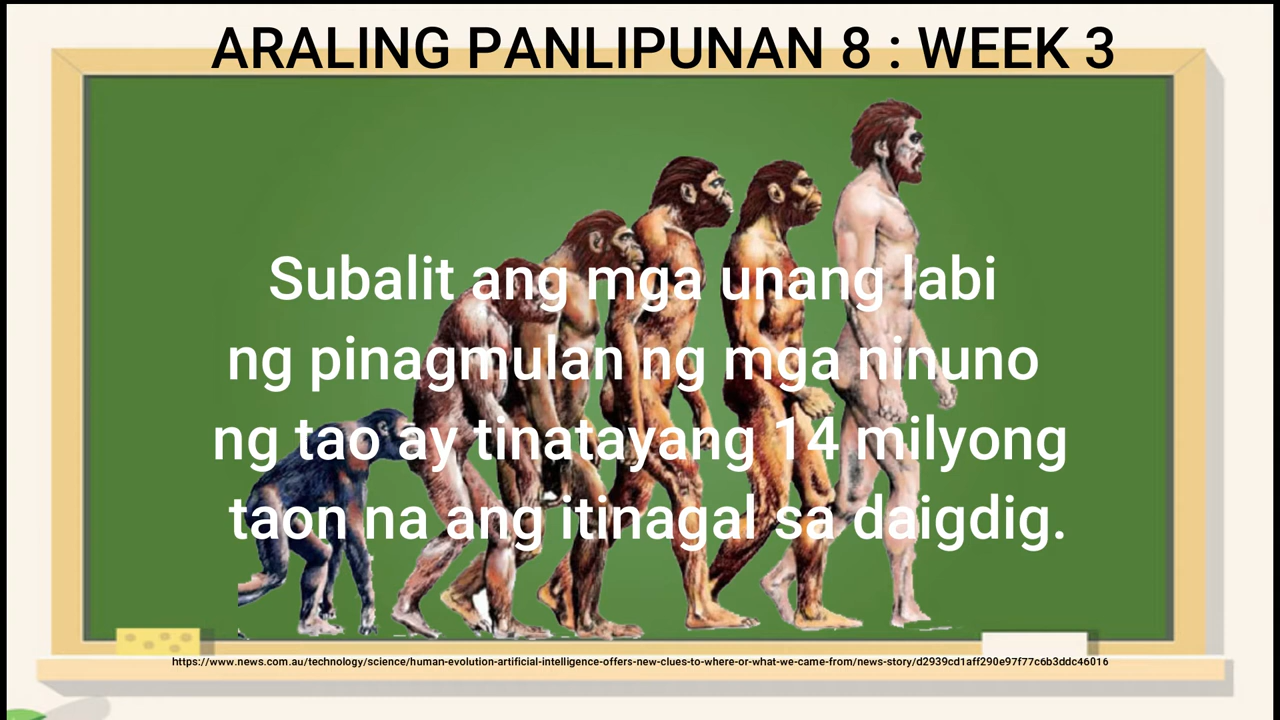 ARALING PANLIPUNAN 8 : WEEK 3
Subalit ang mga unang labi
ng pinagmulan ng mga ninuno
ng tao ay tinatayang 14 milyong
taon na ang itinagal sa daigdig.
https://www.news.com.au/technology/science/human-evolution-artificial-intelligence-offers-new-clues-to-where-or-what-we-came-from/news-story/d2939cd1aff290e97f77c6b3ddc46016